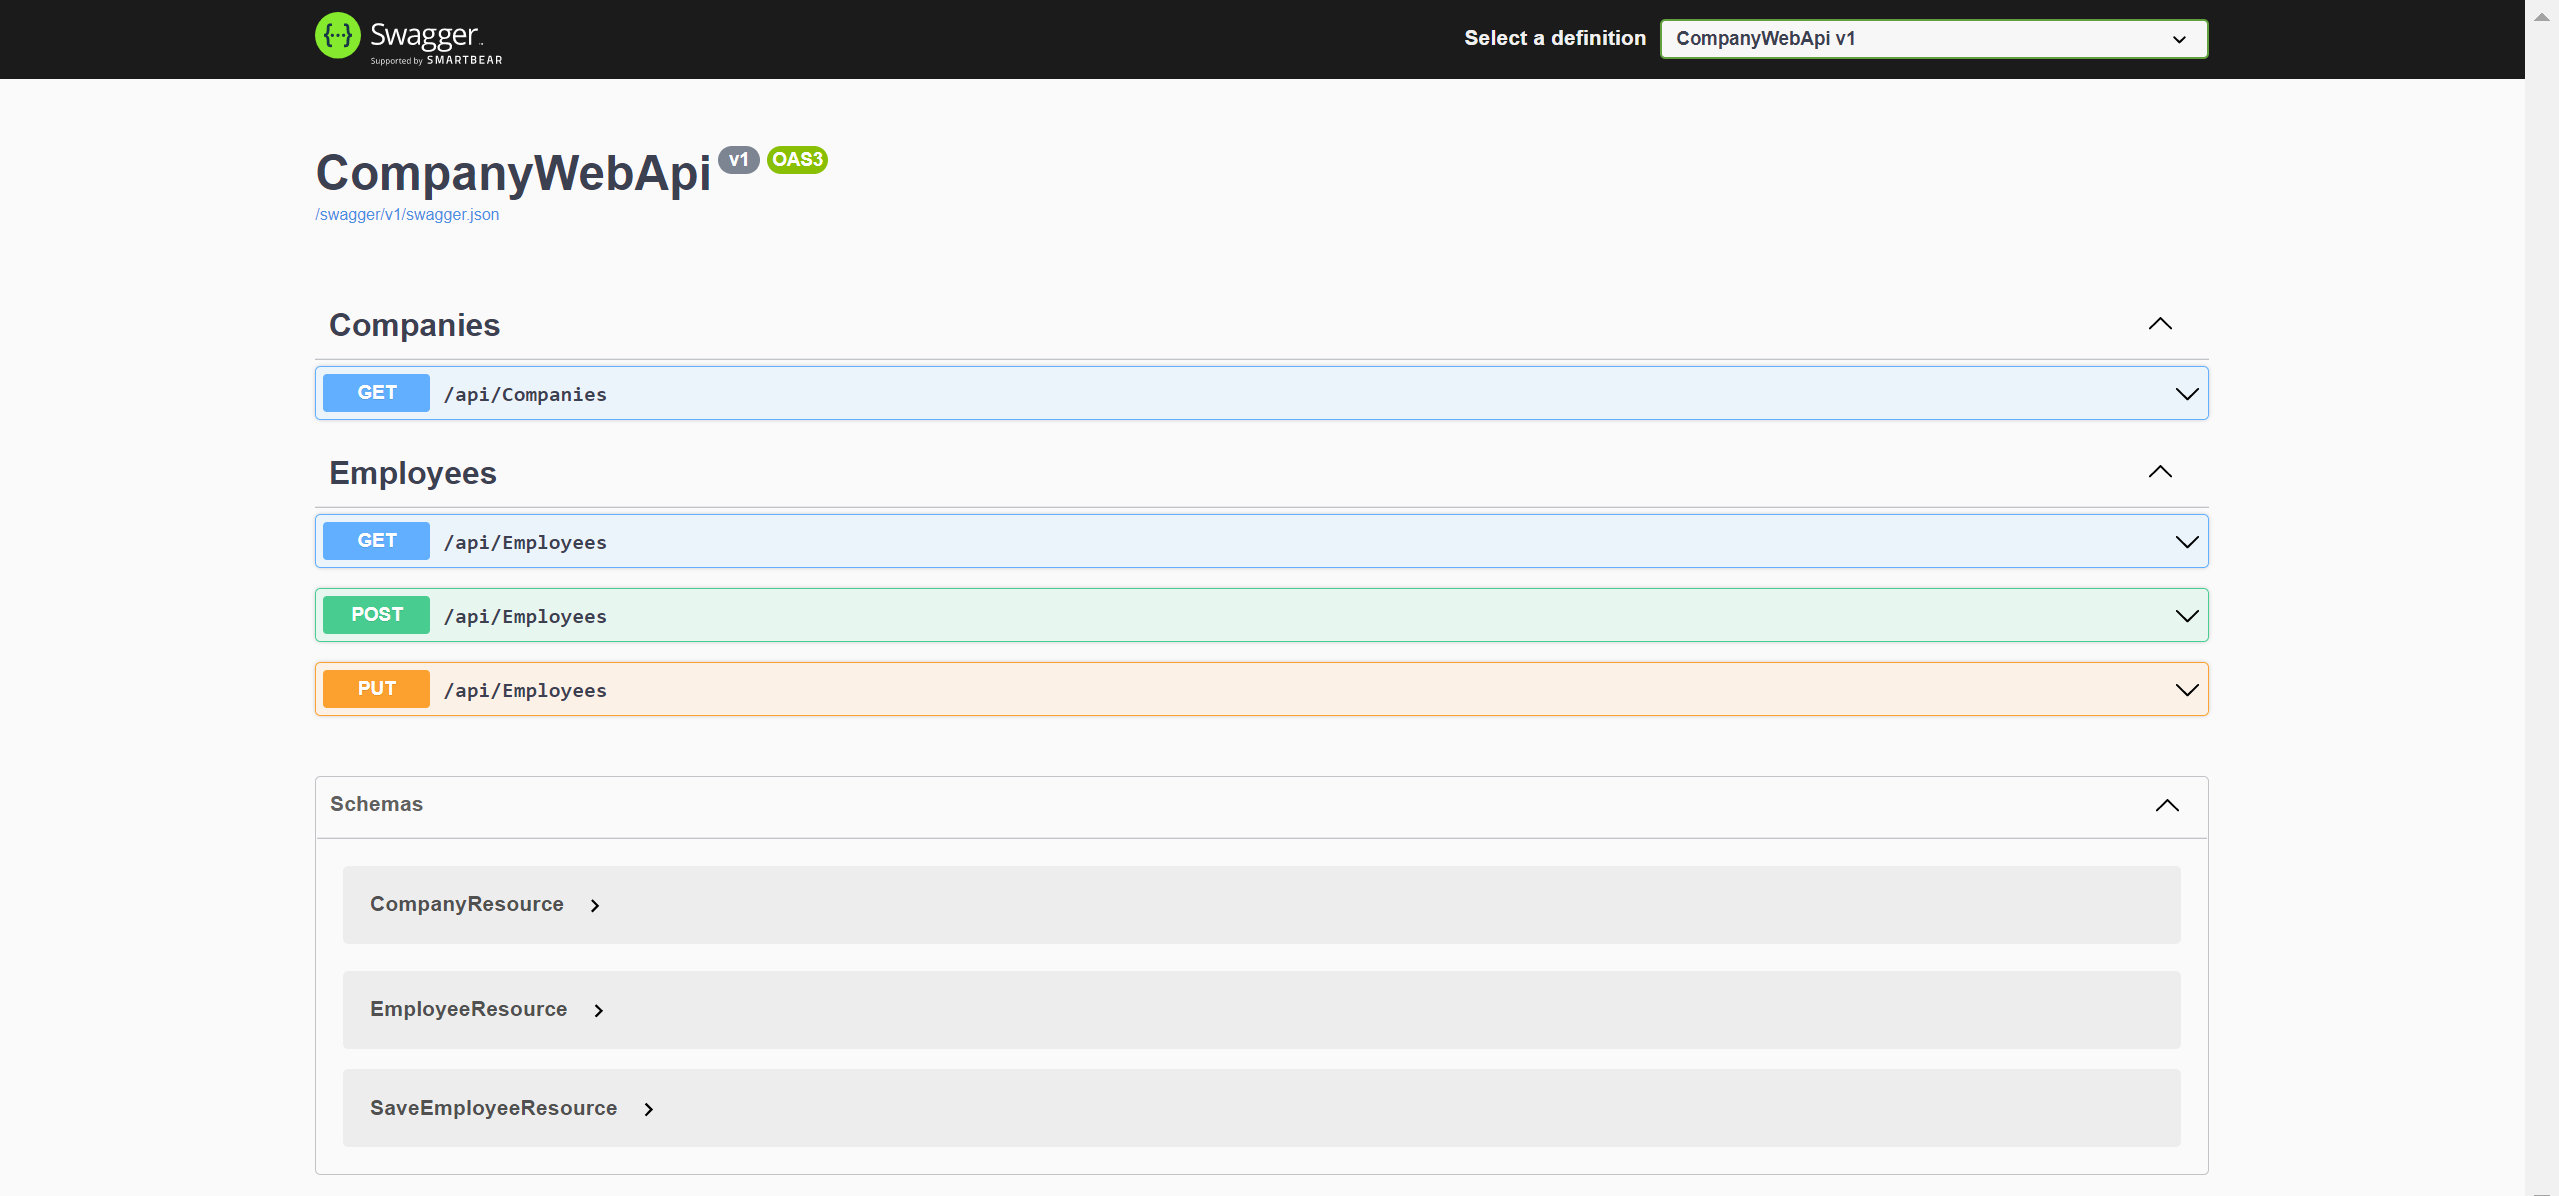 Swagger
Supported by SMARTBEAR
Select a definition
CompanyWebApi v1
CompanyWebApi v1 OAS3
/swagger/v1/swagger.json
Companies
GET /api/Companies
Employees
GET /api/Employees
POST /api/Employees
PUT /api/Employees
Schemas
CompanyResource
EmployeeResource
SaveEmployeeResource